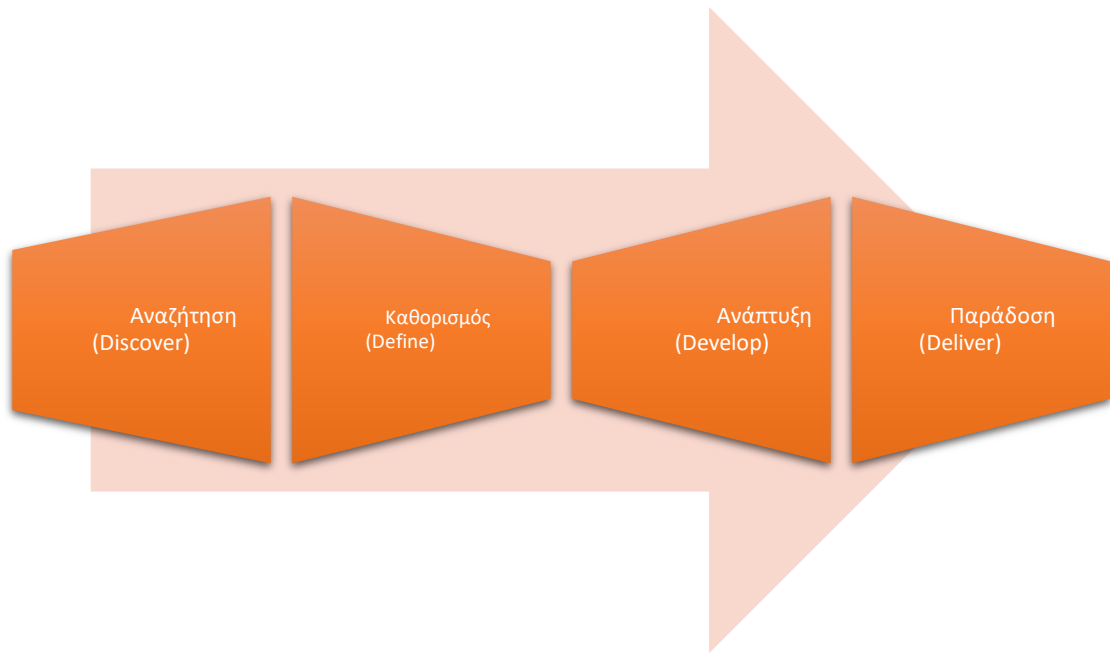 Αναζήτηση
(Discover)
Καθορισμός
(Define)
Ανάπτυξη
(Develop)
Παράδοση
(Deliver)